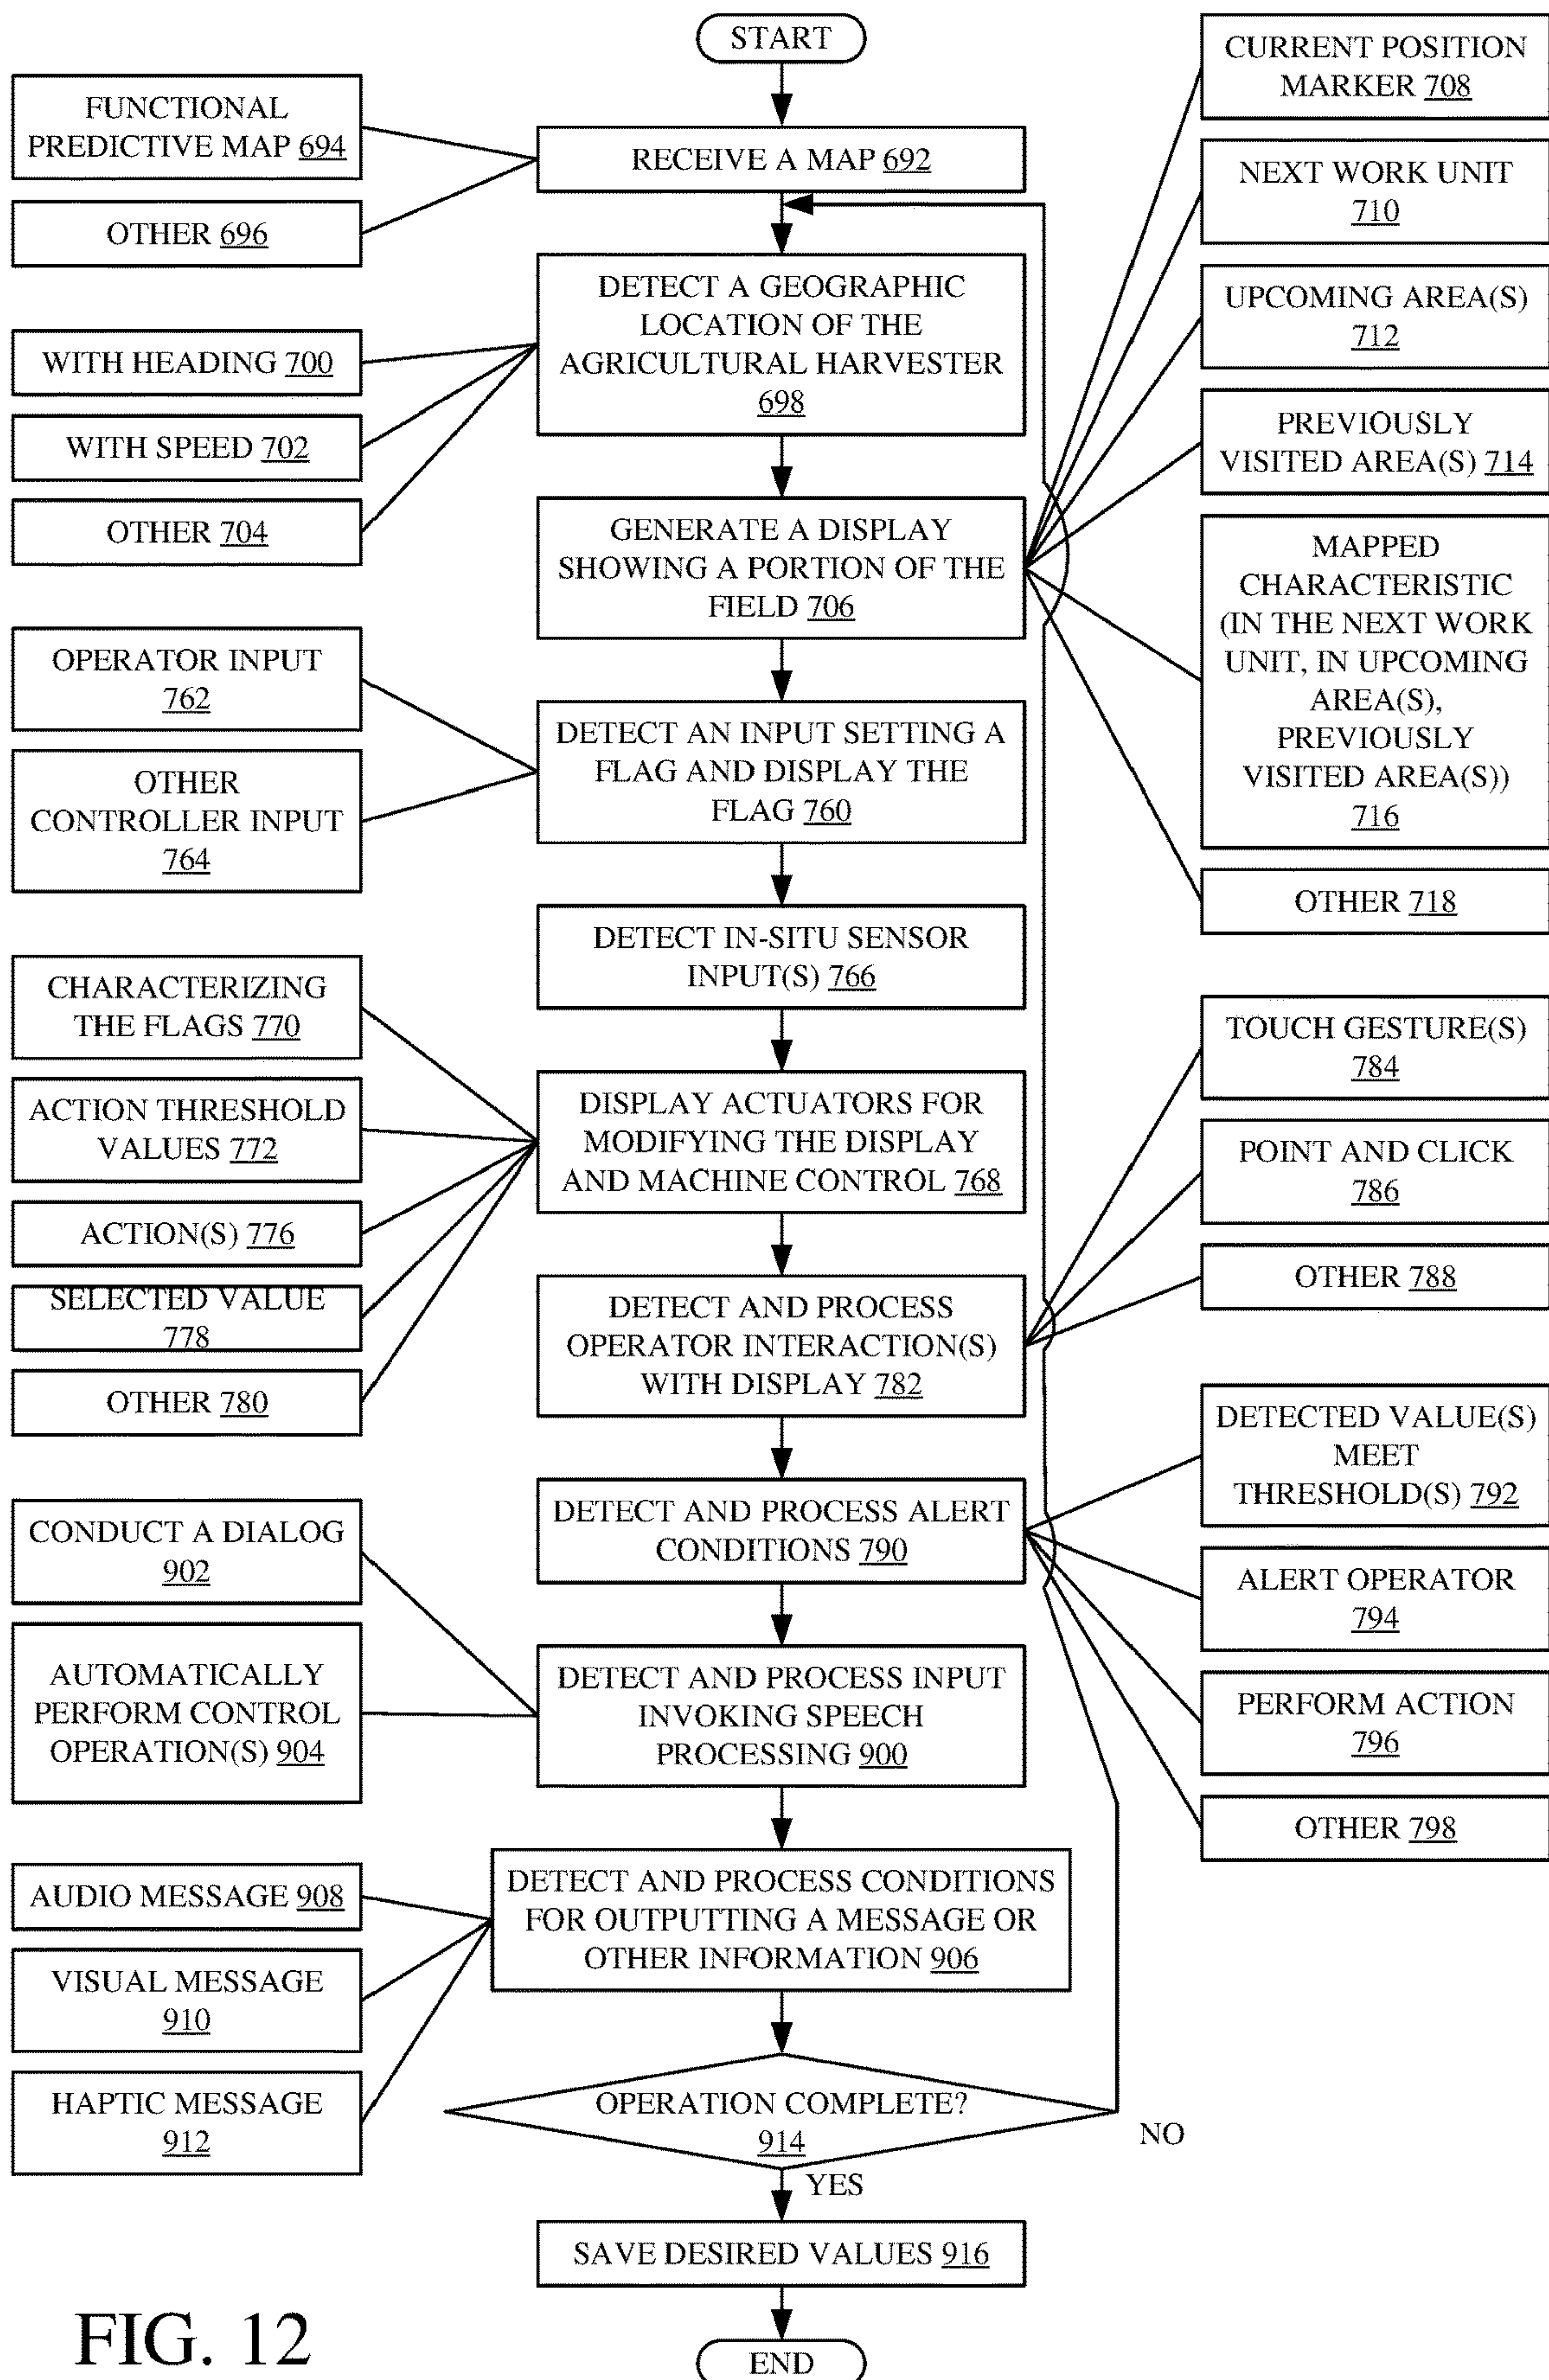 START
RECEIVE A MAP 692
FUNCTIONAL
PREDICTIVE MAP 694
OTHER 696
DETECT A GEOGRAPHIC
LOCATION OF THE
AGRICULTURAL HARVESTER
698
WITH HEADING 700
WITH SPEED 702
OTHER 704
GENERATE A DISPLAY
SHOWING A PORTION OF THE
FIELD 706
CURRENT POSITION
MARKER 708
NEXT WORK UNIT
710
UPCOMING AREA(S)
712
PREVIOUSLY
VISITED AREA(S) 714
MAPPED
CHARACTERISTIC
(IN THE NEXT WORK
UNIT, IN UPCOMING
AREA(S),
PREVIOUSLY
VISITED AREA(S))
716
OTHER 718
DETECT AN INPUT SETTING A
FLAG AND DISPLAY THE
FLAG 760
OPERATOR INPUT
762
OTHER
CONTROLLER INPUT
764
DETECT IN-SITU SENSOR
INPUT(S) 766
DISPLAY ACTUATORS FOR
MODIFYING THE DISPLAY
AND MACHINE CONTROL 768
CHARACTERIZING
THE FLAGS 770
ACTION THRESHOLD
VALUES 772
ACTION(S) 776
SELECTED VALUE
778
OTHER 780
DETECT AND PROCESS
OPERATOR INTERACTION(S)
WITH DISPLAY 782
TOUCH GESTURE(S)
784
POINT AND CLICK
786
OTHER 788
DETECT AND PROCESS ALERT
CONDITIONS 790
DETECTED VALUE(S)
MEET
THRESHOLD(S) 792
ALERT OPERATOR
794
PERFORM ACTION
796
OTHER 798
DETECT AND PROCESS INPUT
INVOKING SPEECH
PROCESSING 900
CONDUCT A DIALOG
902
AUTOMATICALLY
PERFORM CONTROL
OPERATION(S) 904
DETECT AND PROCESS CONDITIONS
FOR OUTPUTTING A MESSAGE OR
OTHER INFORMATION 906
AUDIO MESSAGE 908
VISUAL MESSAGE
910
HAPTIC MESSAGE
912
OPERATION COMPLETE?
914
NO
YES
SAVE DESIRED VALUES 916
END
FIG. 12